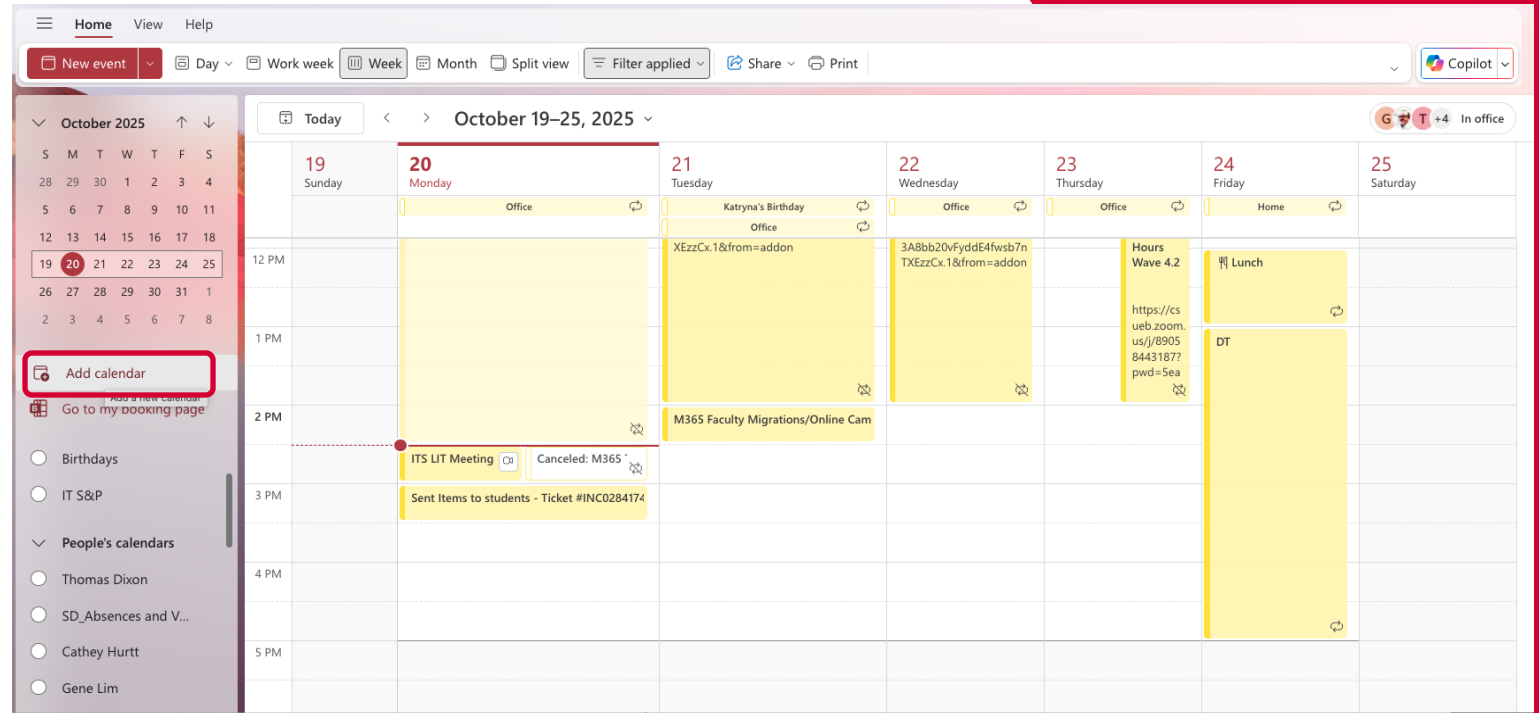 Home View Help
New event Day Work week Week Month Split view Filter applied Share Print Copilot
October 2025
S M T W T F S
28 29 30 1 2 3 4
5 6 7 8 9 10 11
12 13 14 15 16 17 18
19 20 21 22 23 24 25
26 27 28 29 30 31 1
2 3 4 5 6 7 8
Add calendar
Add a new calendar
Go to my booking page
Birthdays
IT S&P
People's calendars
Thomas Dixon
SD_Absences and V...
Cathey Hurtt
Gene Lim
Today October 19–25, 2025 G T +4 In office
19 20 21 22 23 24 25
Sunday Monday Tuesday Wednesday Thursday Friday Saturday
Office Katryna's Birthday Office Office Home
Office
12 PM
1 PM
2 PM
3 PM
4 PM
5 PM
ITS LIT Meeting
Canceled: M365
Sent Items to students - Ticket #INC0284174
XEzzCx.1&from=addon
M365 Faculty Migrations/Online Cam
3A8bb20vFyddE4fwsb7n
TXEzzCx.1&from=addon
Hours
Wave 4.2
https://cs
ueb.zoom.
us/j/8905
8443187?
pwd=5ea
Lunch
DT